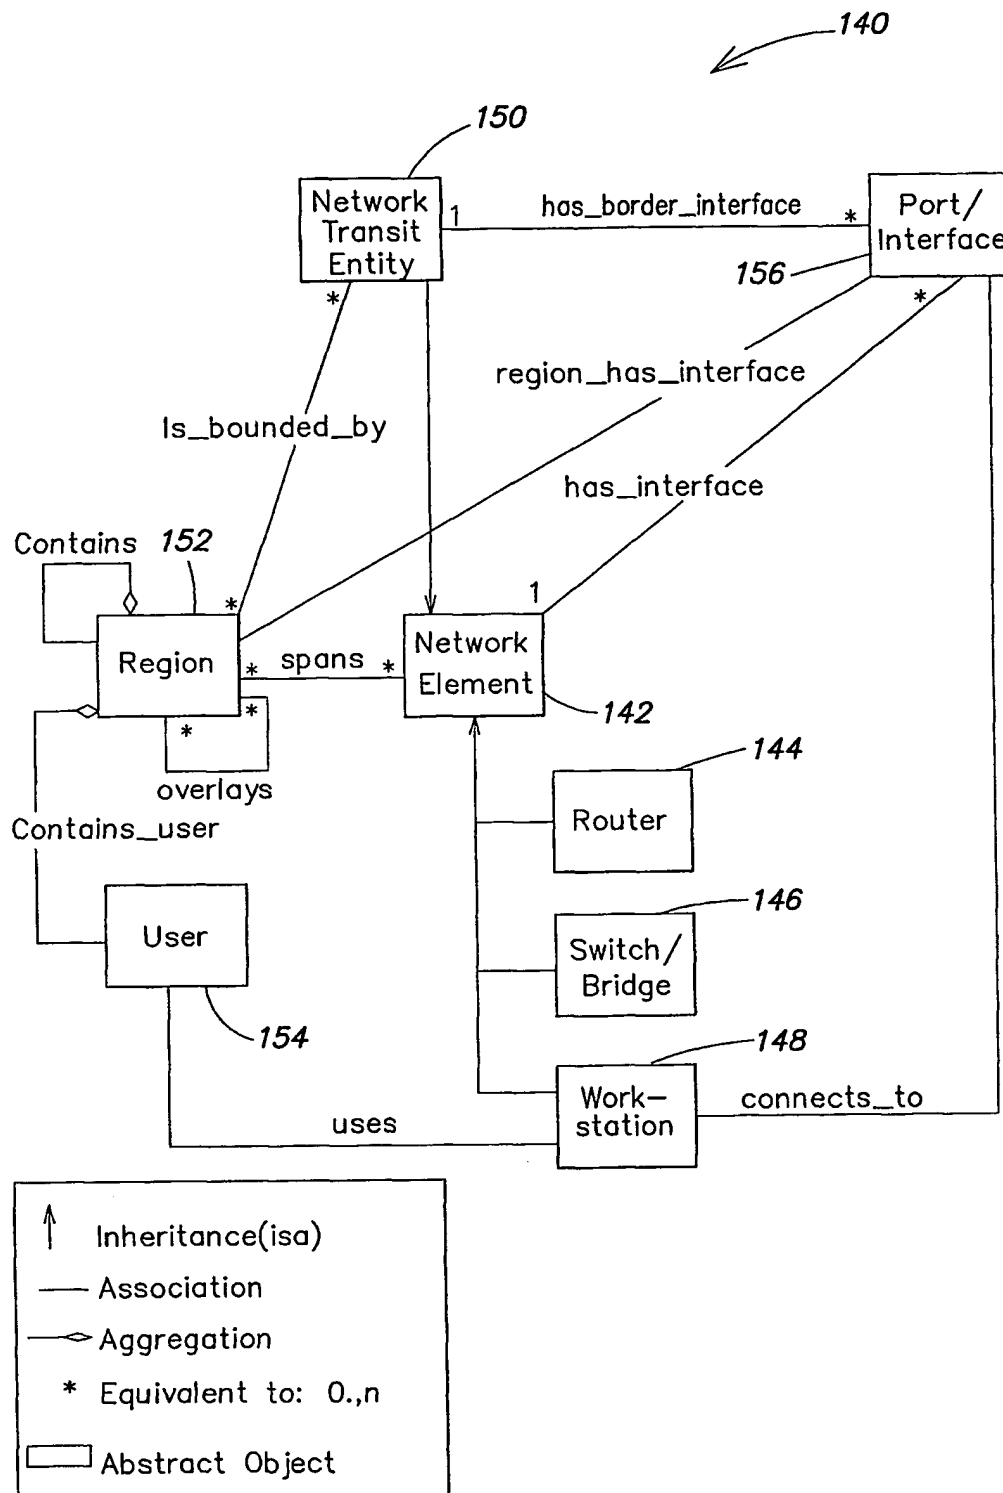 140
150
Network
Transit
Entity
1
has_border_interface
*
Port/
Interface
156
*
*
region_has_interface
Is_bounded_by
has_interface
Contains
152
*
1
Region
*
spans
*
Network
Element
142
*
*
overlays
144
Router
Contains_user
146
User
Switch/
Bridge
154
148
Work-
station
connects_to
uses
Inheritance(isa)
Association
Aggregation
* Equivalent to: 0.,n
Abstract Object